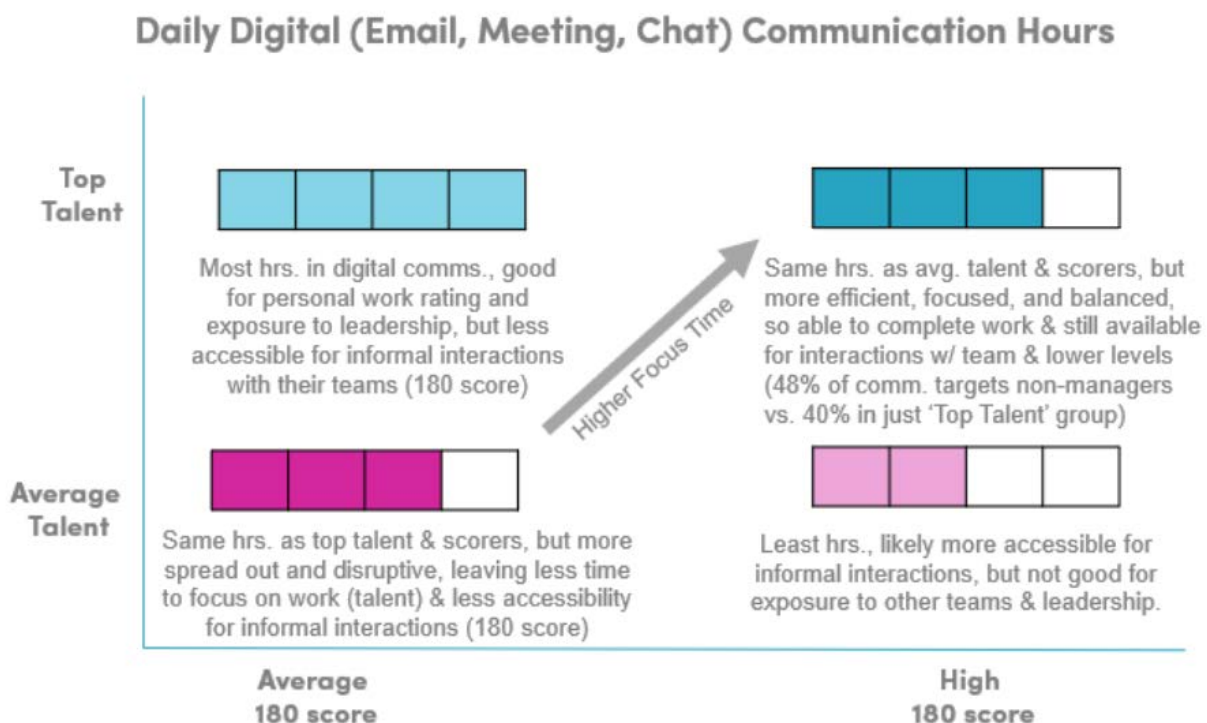 Daily Digital (Email, Meeting, Chat) Communication Hours
Top
Talent
Most hrs. in digital comms., good
for personal work rating and
exposure to leadership, but less
accessible for informal interactions
with their teams (180 score)
Higher Focus Time
Same hrs. as avg. talent & scorers, but
more efficient, focused, and balanced,
so able to complete work & still available
for interactions w/ team & lower levels
(48% of comm. targets non-managers
vs. 40% in just ‘Top Talent’ group)
Average
Talent
Same hrs. as top talent & scorers, but more
spread out and disruptive, leaving less time
to focus on work (talent) & less accessibility
for informal interactions (180 score)
Least hrs., likely more accessible for
informal interactions, but not good for
exposure to other teams & leadership.
Average
180 score
High
180 score